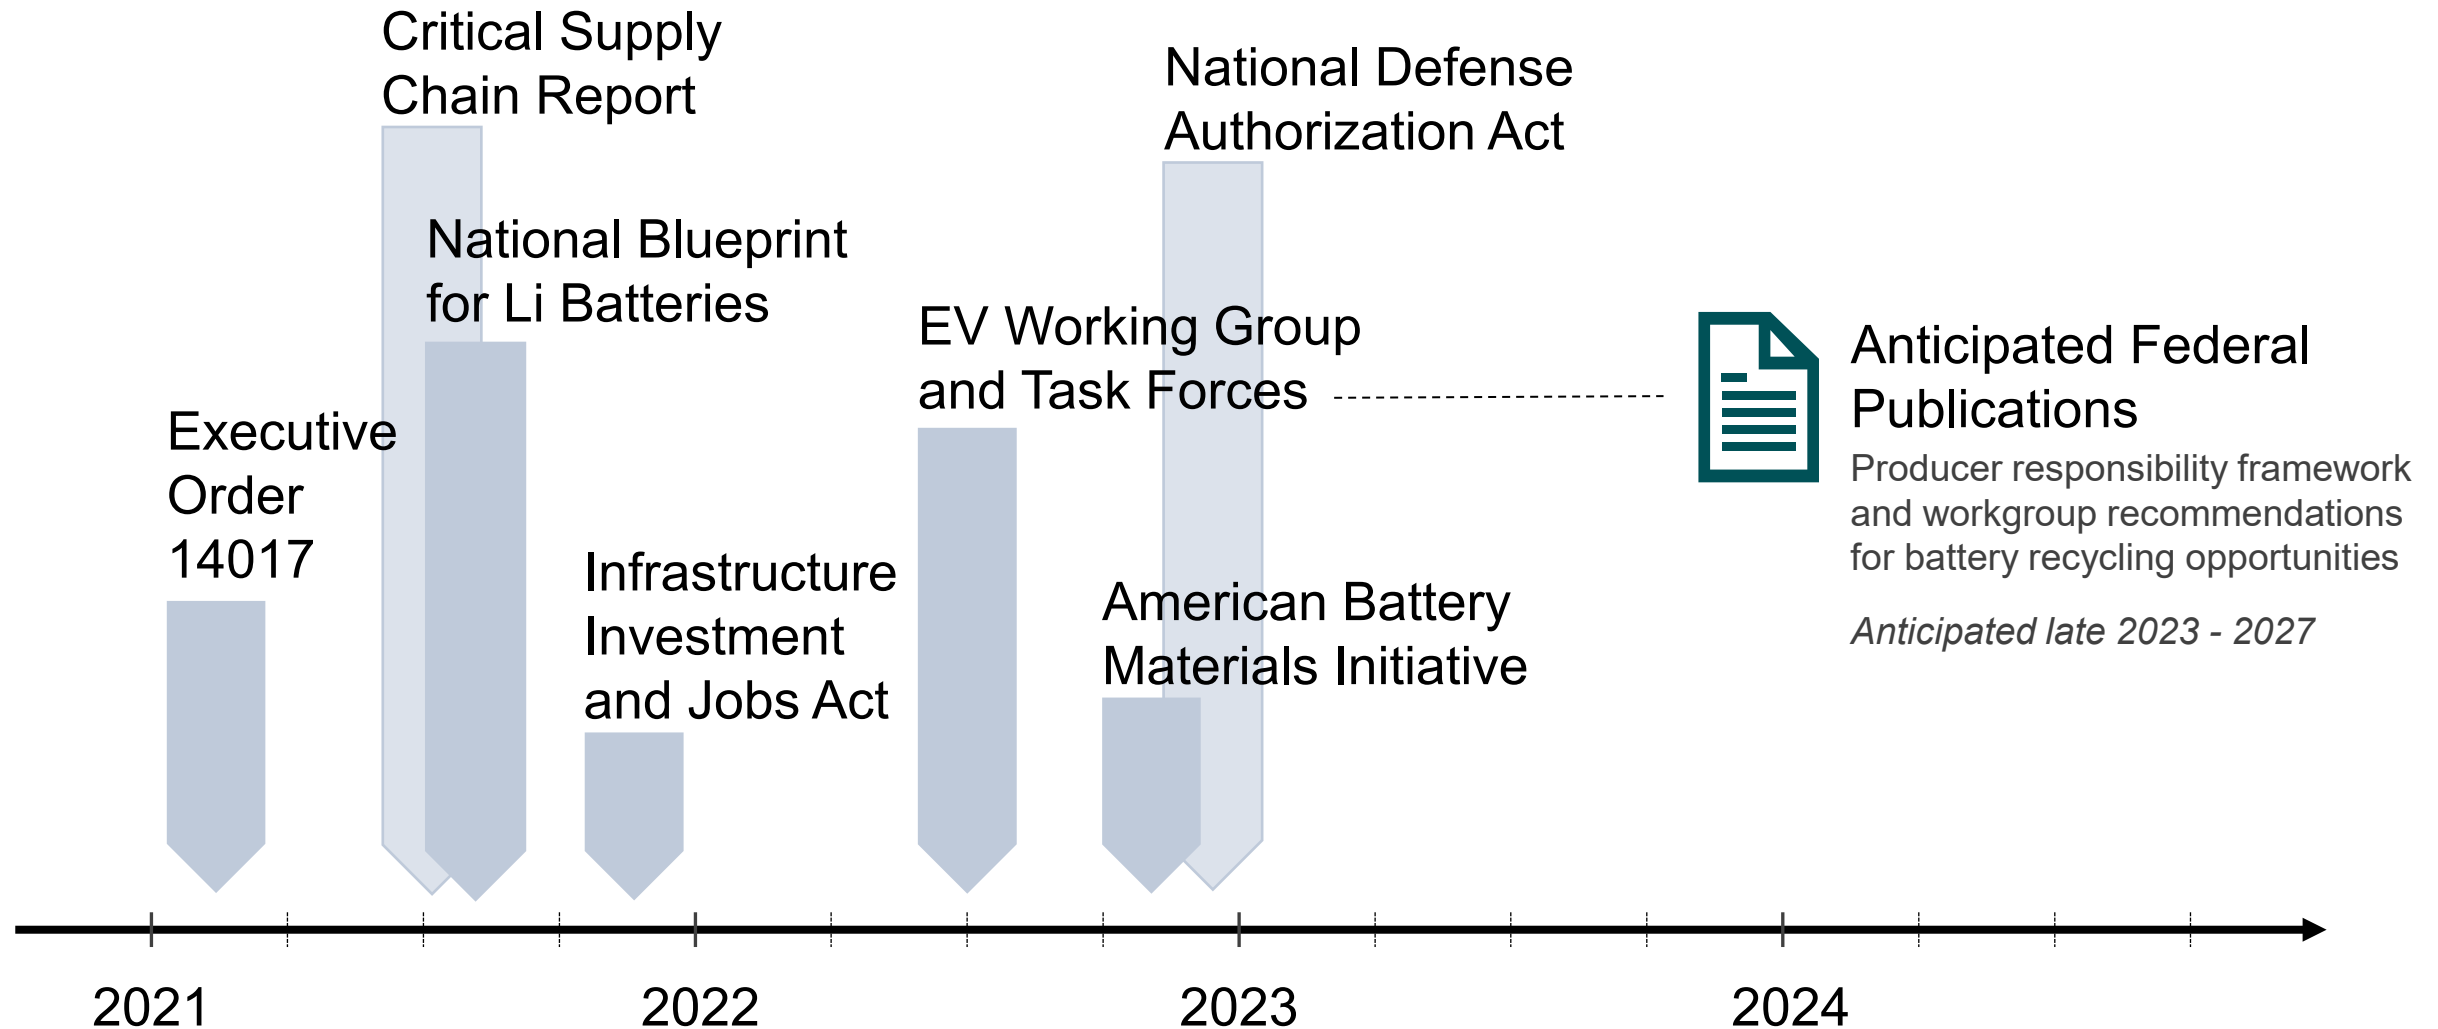 Critical Supply
Chain Report
National Defense
Authorization Act
National Blueprint
for Li Batteries
EV Working Group
and Task Forces
Anticipated Federal
Publications
Producer responsibility framework
and workgroup recommendations
for battery recycling opportunities
Anticipated late 2023 - 2027
Executive
Order
14017
Infrastructure
Investment
and Jobs Act
American Battery
Materials Initiative
2021
2022
2023
2024